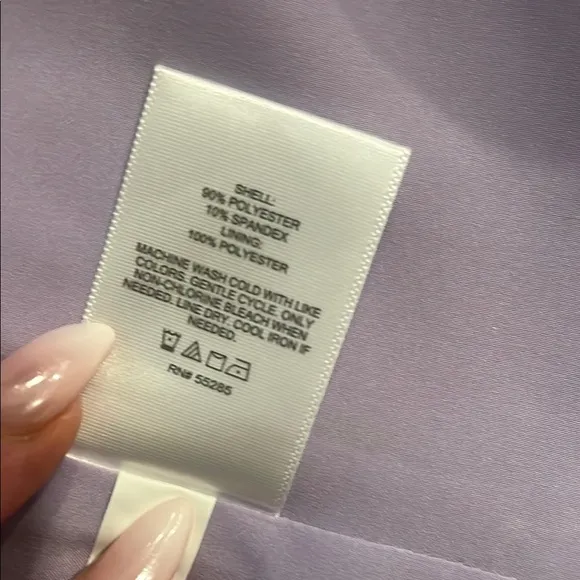 SHELL:
90% POLYESTER
10% SPANDEX
LINING:
100% POLYESTER
MACHINE WASH COLD WITH LIKE
COLORS. GENTLE CYCLE. ONLY
NON-CHLORINE BLEACH WHEN
NEEDED. LINE DRY. COOL IRON IF
NEEDED.
RN# 55285